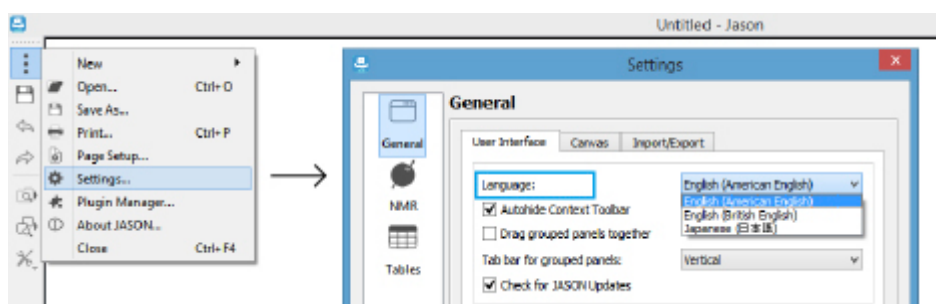 Untitled - Jason
New
Open... Ctrl+ O
Save As...
Print... Ctrl+ P
Page Setup...
Settings...
Plugin Manager...
About JASON...
Close Ctrl+ F4
Settings
General
NMR
Tables
General
User Interface Canvas Import/Export
Language: English (American English)
English (American English)
English (British English)
Japanese (日本語)
Autohide Context Toolbar
Drag grouped panels together
Tab bar for grouped panels: Vertical
Check for JASON Updates